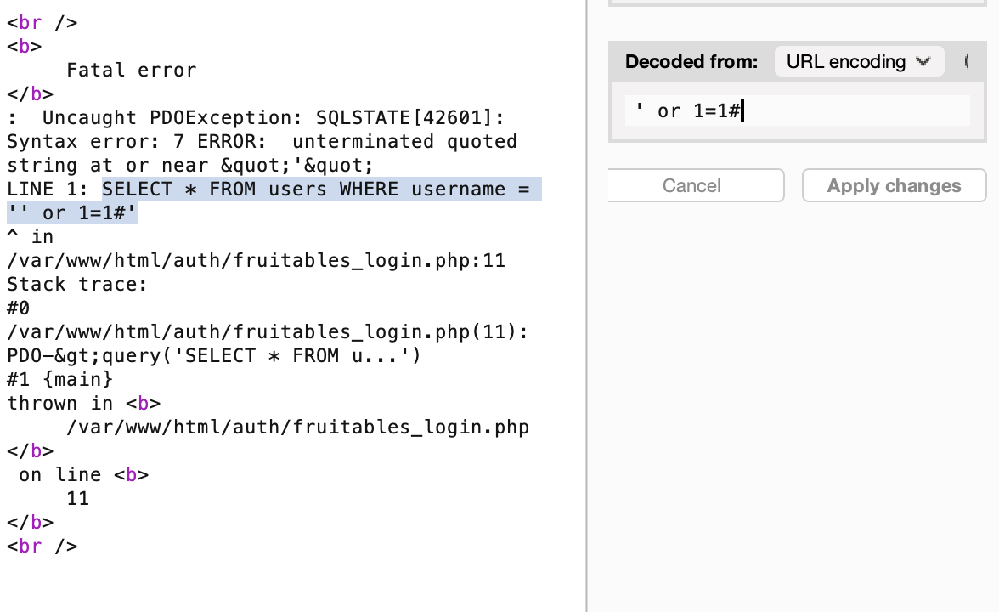 <br />
<b>
Fatal error
</b>
: Uncaught PDOException: SQLSTATE[42601]:
Syntax error: 7 ERROR: unterminated quoted
string at or near &quot;'&quot;
LINE 1: SELECT * FROM users WHERE username =
'' or 1=1#'
^ in
/var/www/html/auth/fruitables_login.php:11
Stack trace:
#0
/var/www/html/auth/fruitables_login.php(11):
PDO-&gt;query('SELECT * FROM u...')
#1 {main}
thrown in <b>
/var/www/html/auth/fruitables_login.php
</b>
on line <b>
11
</b>
<br />
Decoded from: URL encoding
' or 1=1#
Cancel
Apply changes